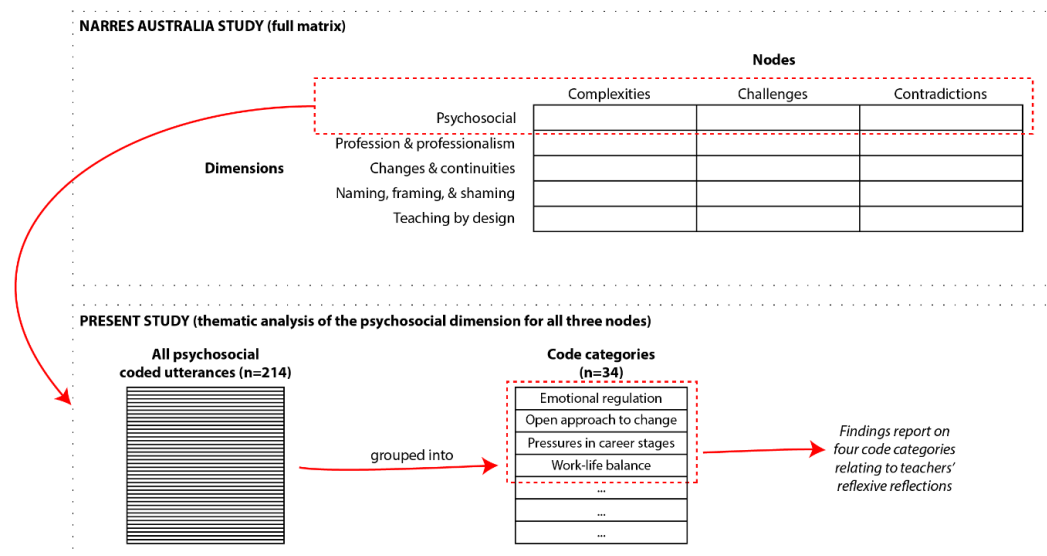 NARRES AUSTRALIA STUDY (full matrix)
Nodes
Complexities
Challenges
Contradictions
Dimensions
Psychosocial
Profession & professionalism
Changes & continuities
Naming, framing, & shaming
Teaching by design
PRESENT STUDY (thematic analysis of the psychosocial dimension for all three nodes)
All psychosocial
coded utterances (n=214)
grouped into
Code categories
(n=34)
Emotional regulation
Open approach to change
Pressures in career stages
Work-life balance
...
...
...
Findings report on
four code categories
relating to teachers’
reflexive reflections